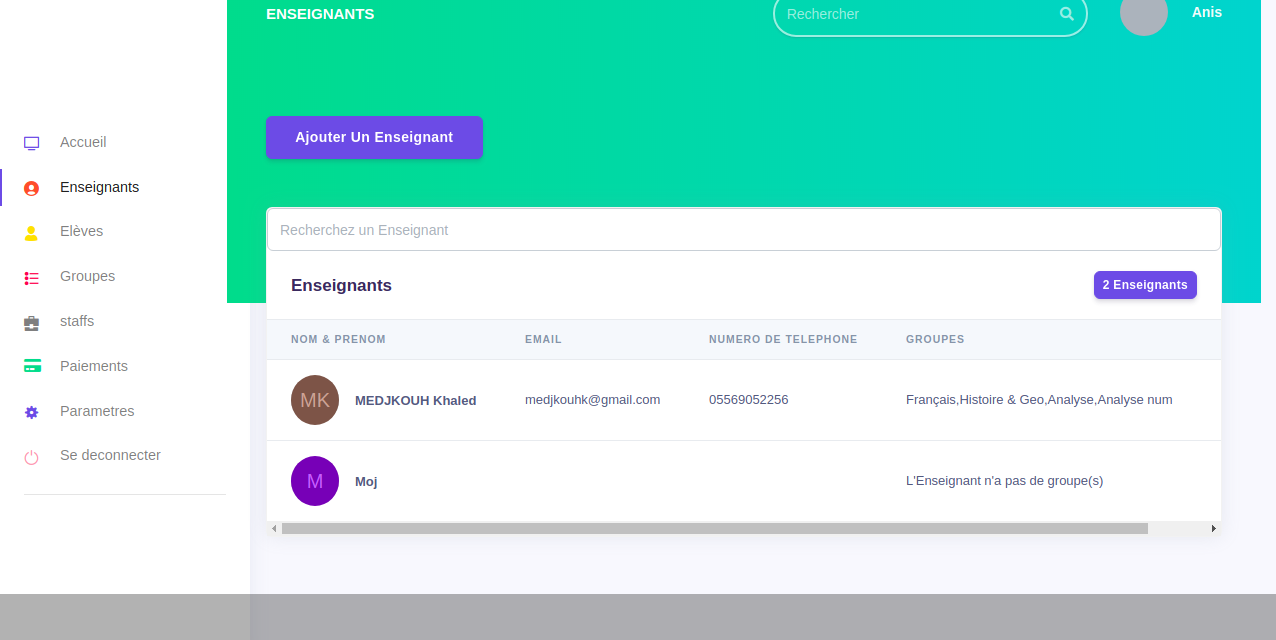 ENSEIGNANTS
Rechercher
Anis
Accueil
Enseignants
Elèves
Groupes
staffs
Paiements
Parametres
Se deconnecter
Ajouter Un Enseignant
Recherchez un Enseignant
Enseignants
2 Enseignants
NOM & PRENOM EMAIL NUMERO DE TELEPHONE GROUPES
MK MEDJKOUH Khaled medjkouhk@gmail.com 05569052256 Français,Histoire & Geo,Analyse,Analyse num
M Moj L'Enseignant n'a pas de groupe(s)